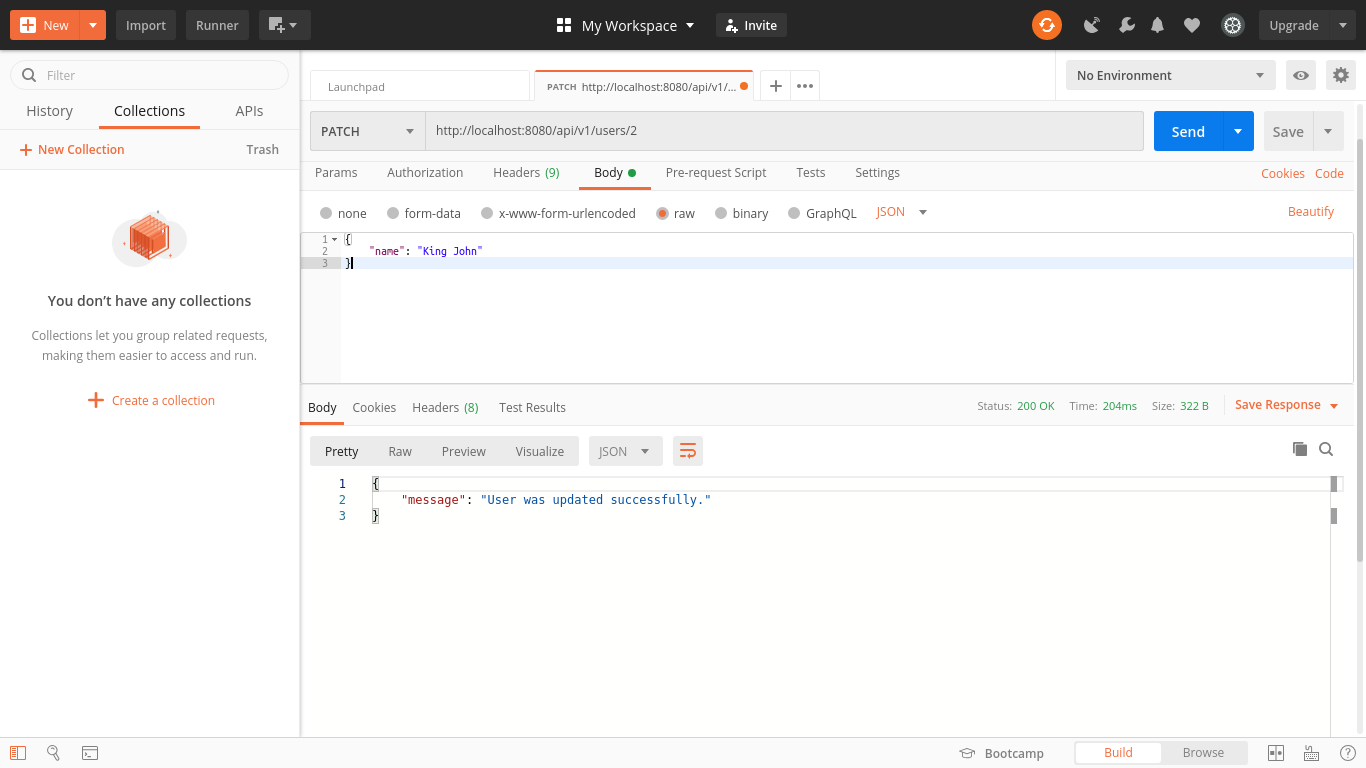 New Import Runner My Workspace Invite Upgrade
Filter
History Collections APIs
New Collection Trash
You don’t have any collections
Collections let you group related requests,
making them easier to access and run.
Create a collection
Launchpad PATCH http://localhost:8080/api/v1/... No Environment
PATCH http://localhost:8080/api/v1/users/2 Send Save
Params Authorization Headers (9) Body Pre-request Script Tests Settings Cookies Code
none form-data x-www-form-urlencoded raw binary GraphQL JSON Beautify
1 {
2 "name": "King John"
3 }
Body Cookies Headers (8) Test Results Status: 200 OK Time: 204ms Size: 322 B Save Response
Pretty Raw Preview Visualize JSON
1 {
2 "message": "User was updated successfully."
3 }
Bootcamp Build Browse